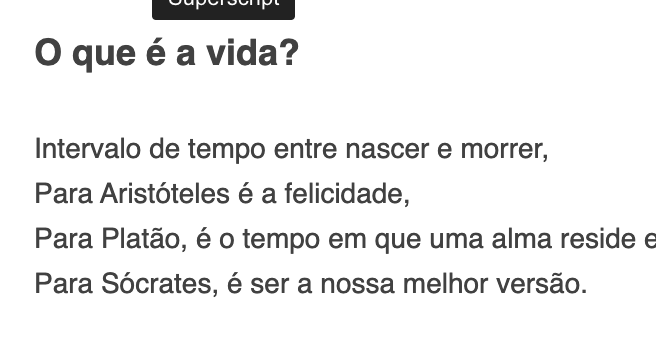 Superscript
O que é a vida?
Intervalo de tempo entre nascer e morrer,
Para Aristóteles é a felicidade,
Para Platão, é o tempo em que uma alma reside e
Para Sócrates, é ser a nossa melhor versão.